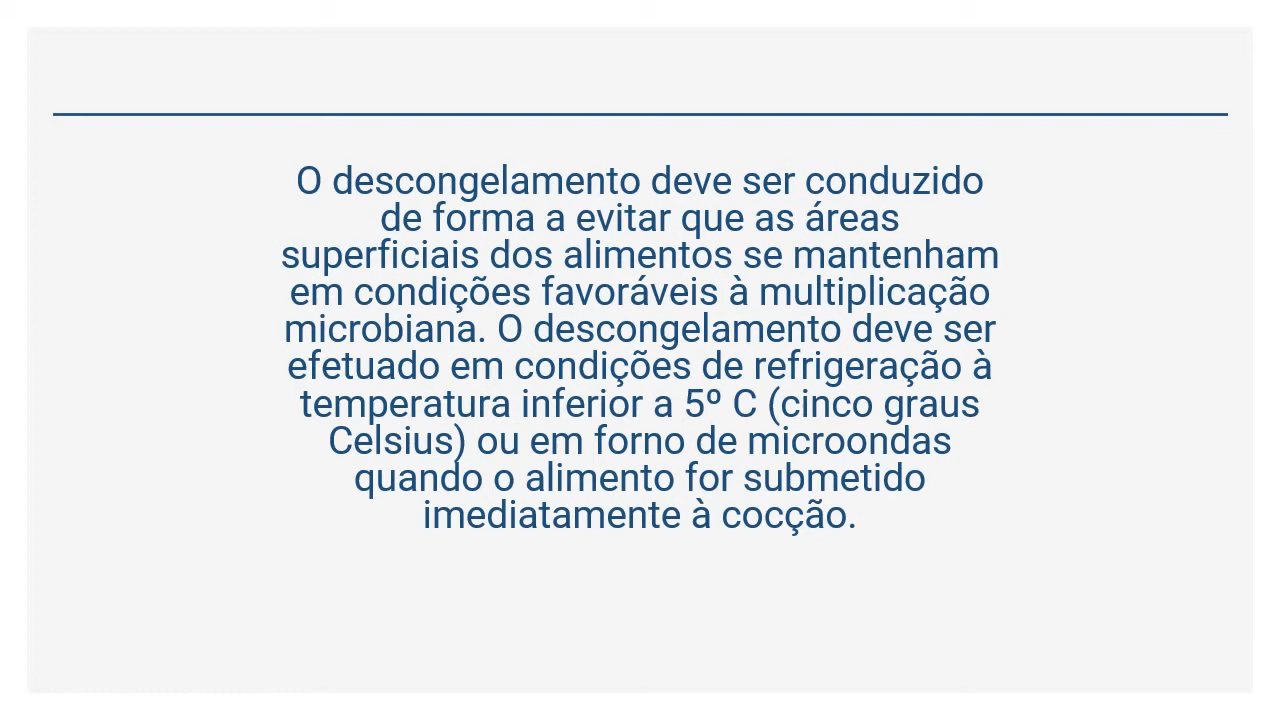 O descongelamento deve ser conduzido
de forma a evitar que as áreas
superficiais dos alimentos se mantenham
em condições favoráveis à multiplicação
microbiana. O descongelamento deve ser
efetuado em condições de refrigeração à
temperatura inferior a 5º C (cinco graus
Celsius) ou em forno de microondas
quando o alimento for submetido
imediatamente à cocção.